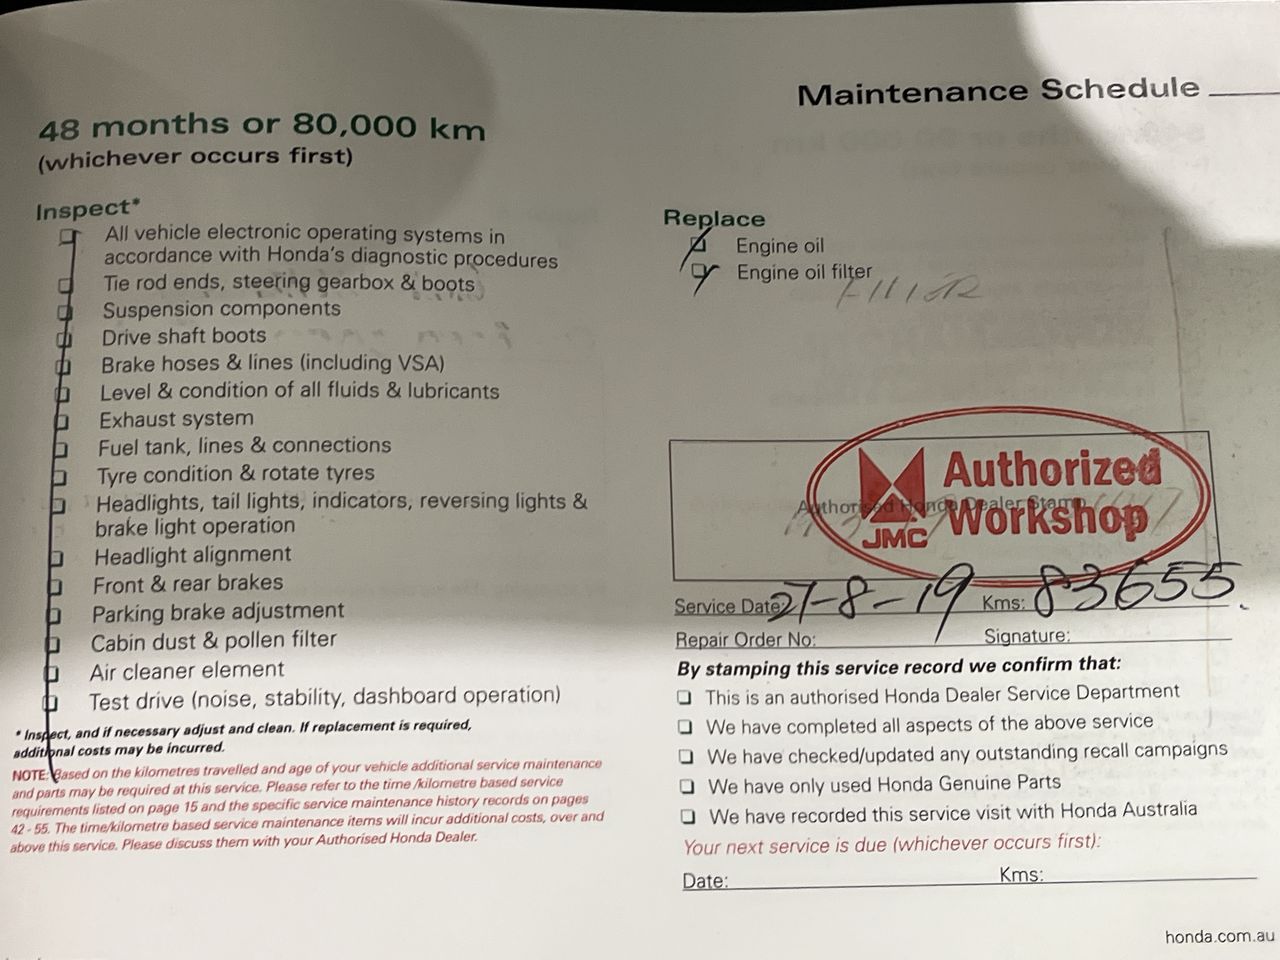 Maintenance Schedule
48 months or 80,000 km
(whichever occurs first)
Inspect*
All vehicle electronic operating systems in
accordance with Honda's diagnostic procedures
Tie rod ends, steering gearbox & boots
Suspension components
Drive shaft boots
Brake hoses & lines (including VSA)
Level & condition of all fluids & lubricants
Exhaust system
Fuel tank, lines & connections
Tyre condition & rotate tyres
Headlights, tail lights, indicators, reversing lights &
brake light operation
Headlight alignment
Front & rear brakes
Parking brake adjustment
Cabin dust & pollen filter
Air cleaner element
Test drive (noise, stability, dashboard operation)
* Inspect, and if necessary adjust and clean. If replacement is required,
additional costs may be incurred.
NOTE: Based on the kilometres travelled and age of your vehicle additional service maintenance
and parts may be required at this service. Please refer to the time /kilometre based service
requirements listed on page 15 and the specific service maintenance history records on pages
42 - 55. The time/kilometre based service maintenance items will incur additional costs, over and
above this service. Please discuss them with your Authorised Honda Dealer.
Replace
Engine oil
Engine oil filter
Authorised Honda Dealer Stamp
Authorized
Workshop
JMC
Service Date: 27-8-19 Kms: 83655.
Repair Order No: Signature:
By stamping this service record we confirm that:
This is an authorised Honda Dealer Service Department
We have completed all aspects of the above service
We have checked/updated any outstanding recall campaigns
We have only used Honda Genuine Parts
We have recorded this service visit with Honda Australia
Your next service is due (whichever occurs first):
Date: Kms:
honda.com.au